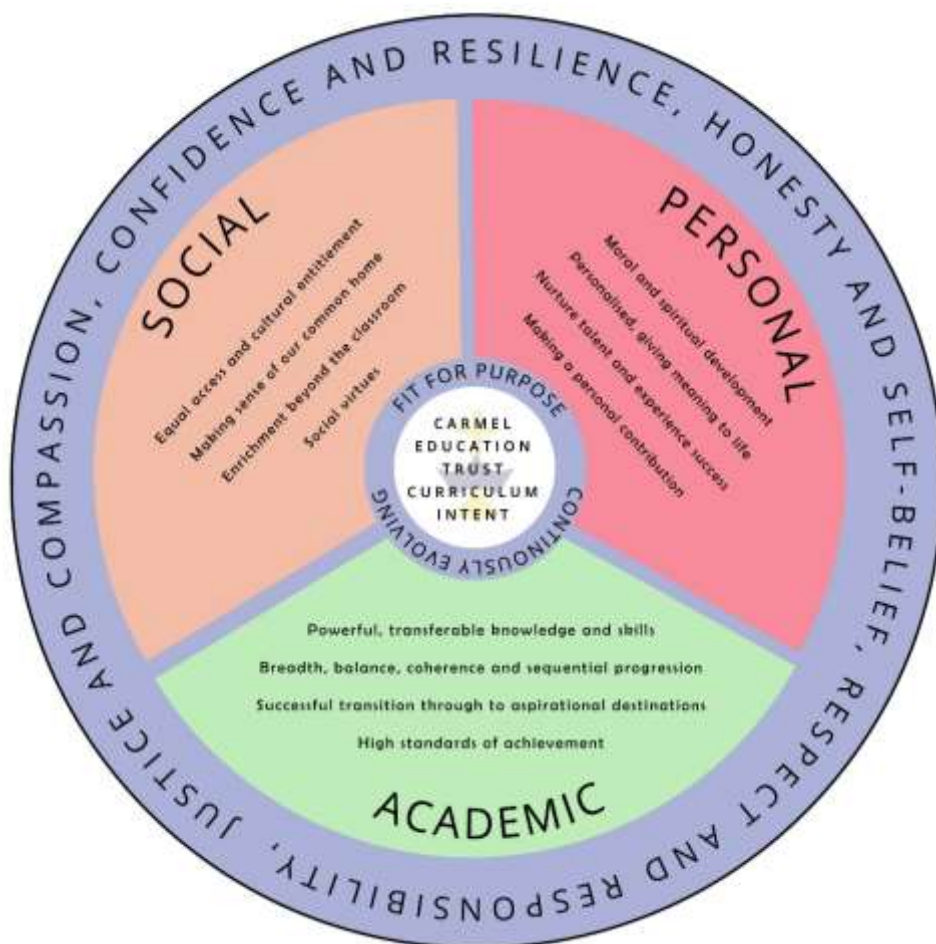 CONFIDENCE AND RESILIENCE, HONESTY AND SELF-BELIEF, RESPECT AND RESPONSIBILITY, JUSTICE AND COMPASSION,
SOCIAL
Equal access and cultural entitlement
Making sense of our common home
Enrichment beyond the classroom
Social virtues
PERSONAL
Moral and spiritual development
Personalised, giving meaning to life
Nurture talent and experience success
Making a personal contribution
FIT FOR PURPOSE
CARMEL
EDUCATION
TRUST
CURRICULUM
INTENT
CONTINOUSLY EVOLVING
Powerful, transferable knowledge and skills
Breadth, balance, coherence and sequential progression
Successful transition through to aspirational destinations
High standards of achievement
ACADEMIC